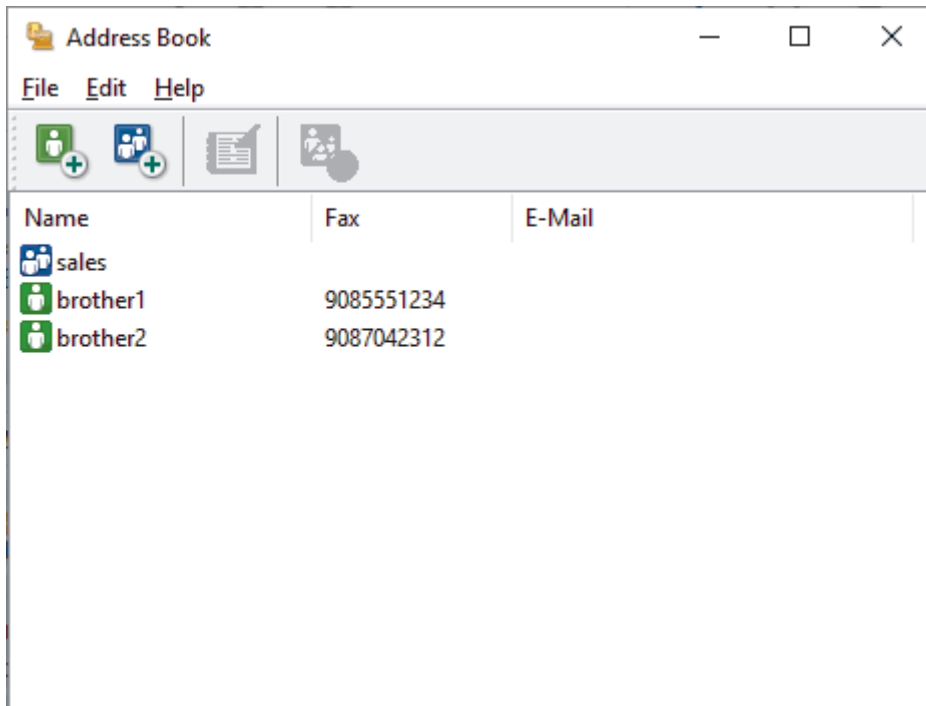 Address Book
File Edit Help
Name Fax E-Mail
sales
brother1 9085551234
brother2 9087042312